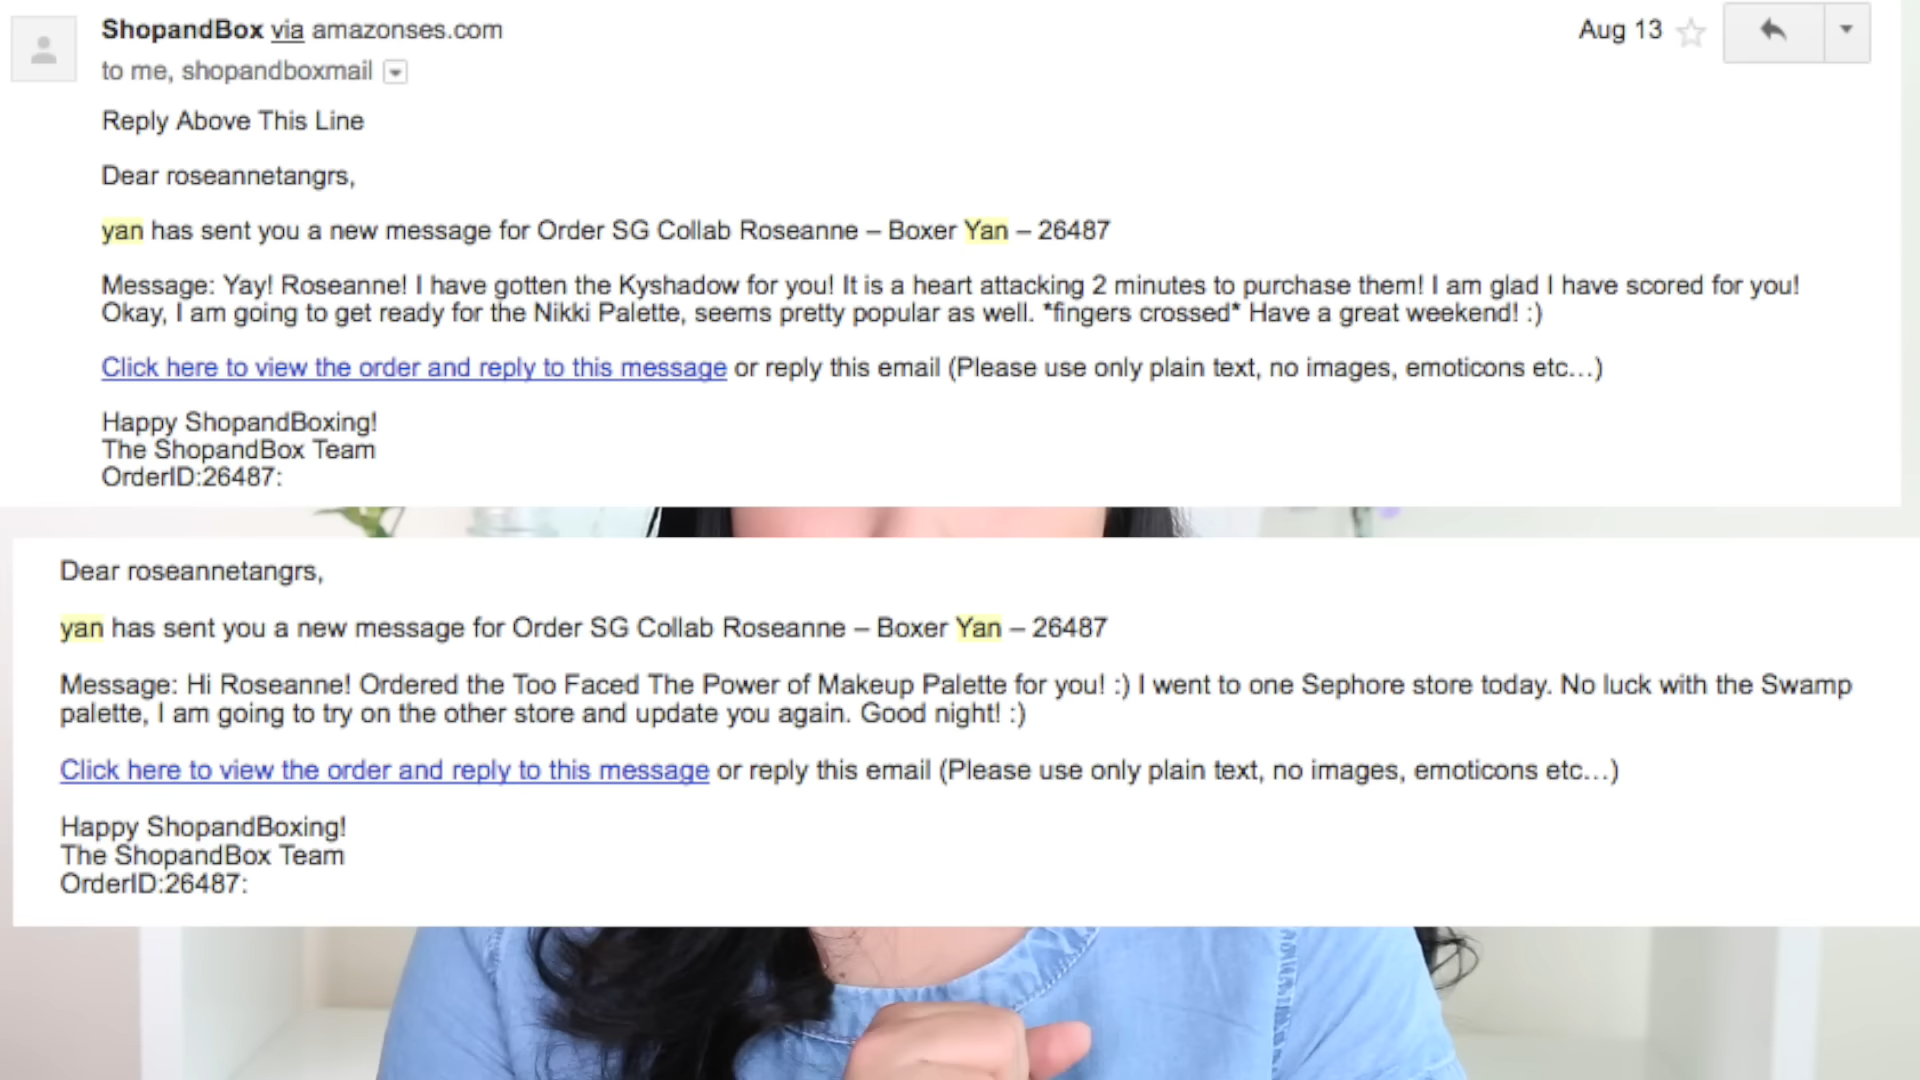 ShopandBox via amazonses.com
Aug 13
to me, shopandboxmail
Reply Above This Line
Dear roseannetangrs,
yan has sent you a new message for Order SG Collab Roseanne – Boxer Yan – 26487
Message: Yay! Roseanne! I have gotten the Kyshadow for you! It is a heart attacking 2 minutes to purchase them! I am glad I have scored for you!
Okay, I am going to get ready for the Nikki Palette, seems pretty popular as well. *fingers crossed* Have a great weekend! :)
Click here to view the order and reply to this message or reply this email (Please use only plain text, no images, emoticons etc...)
Happy ShopandBoxing!
The ShopandBox Team
OrderID:26487:
Dear roseannetangrs,
yan has sent you a new message for Order SG Collab Roseanne – Boxer Yan – 26487
Message: Hi Roseanne! Ordered the Too Faced The Power of Makeup Palette for you! :) I went to one Sephore store today. No luck with the Swamp
palette, I am going to try on the other store and update you again. Good night! :)
Click here to view the order and reply to this message or reply this email (Please use only plain text, no images, emoticons etc...)
Happy ShopandBoxing!
The ShopandBox Team
OrderID:26487: